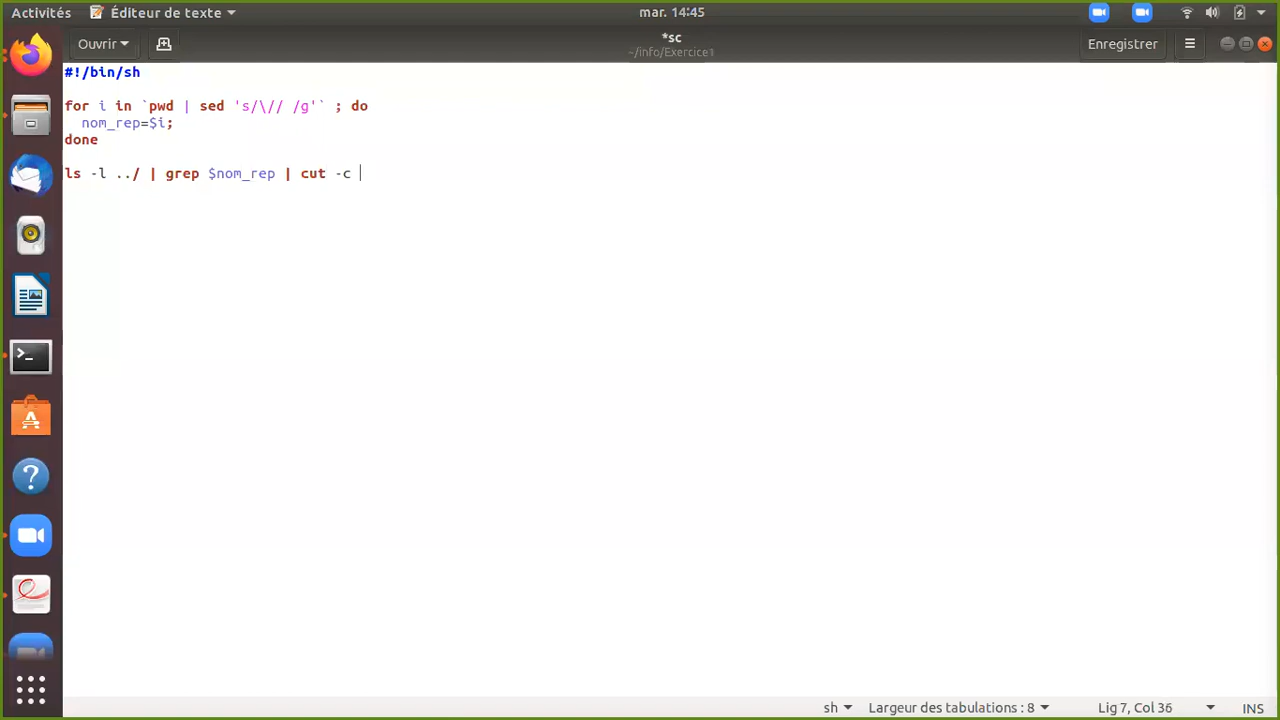 Activités Éditeur de texte mar. 14:45
Ouvrir *sc Enregistrer
~/info/Exercice1
#!/bin/sh
for i in `pwd | sed 's/\// /g'` ; do
  nom_rep=$i;
done
ls -l ../ | grep $nom_rep | cut -c
sh Largeur des tabulations : 8 Lig 7, Col 36 INS